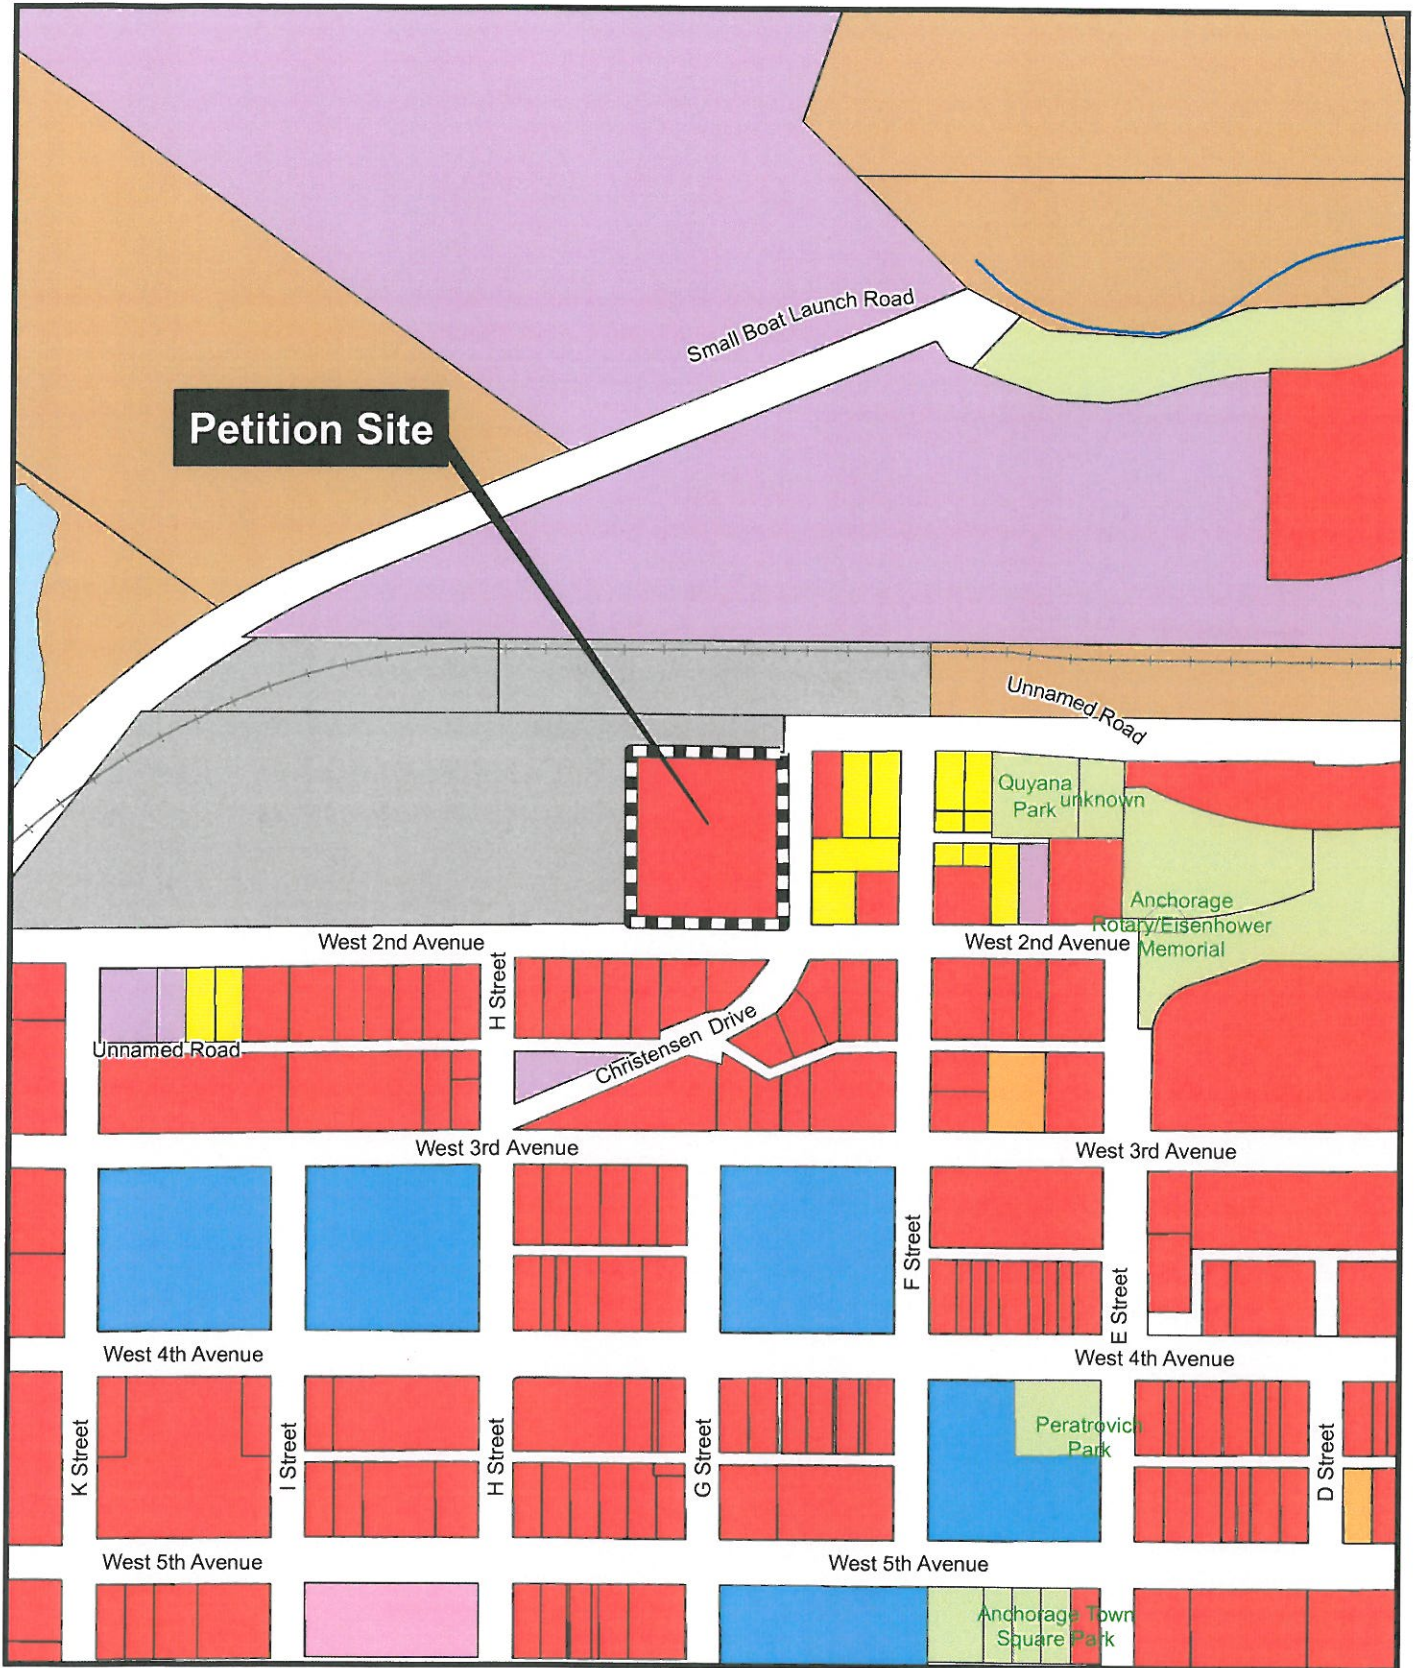 Small Boat Launch Road
Petition Site
Unnamed Road
Quyana
Park
unknown
Anchorage
Rotary/Eisenhower
Memorial
West 2nd Avenue
West 2nd Avenue
H Street
Christensen Drive
Unnamed Road
West 3rd Avenue
West 3rd Avenue
F Street
E Street
West 4th Avenue
West 4th Avenue
K Street
I Street
H Street
G Street
Peratrovich
Park
D Street
West 5th Avenue
West 5th Avenue
Anchorage Town
Square Park